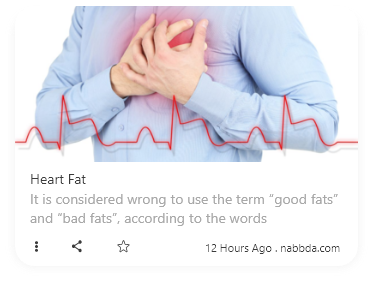 Heart Fat
It is considered wrong to use the term “good fats”
and “bad fats”, according to the words
12 Hours Ago . nabbda.com